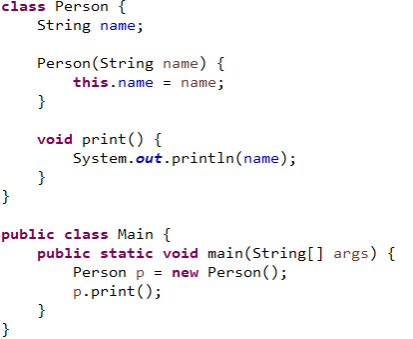 class Person {
    String name;

    Person(String name) {
        this.name = name;
    }

    void print() {
        System.out.println(name);
    }
}

public class Main {
    public static void main(String[] args) {
        Person p = new Person();
        p.print();
    }
}